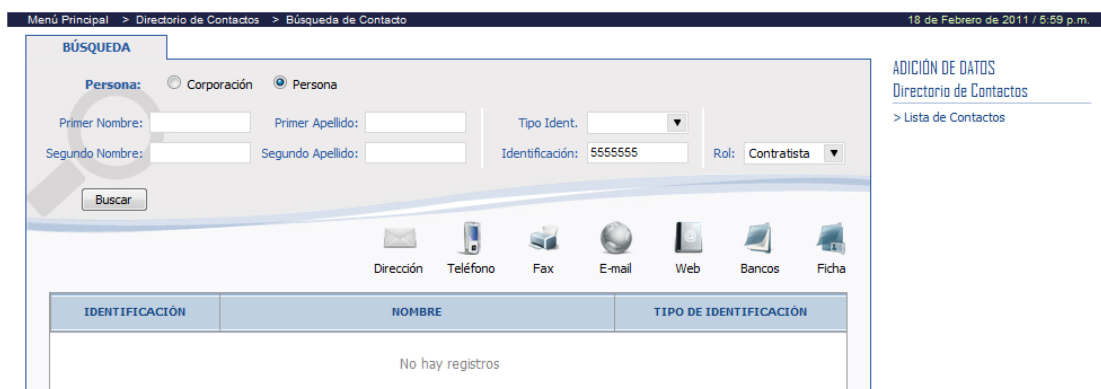 Menú Principal > Directorio de Contactos > Búsqueda de Contacto 18 de Febrero de 2011 / 5:59 p.m.
BÚSQUEDA
Persona: Corporación Persona
Primer Nombre: Primer Apellido: Tipo Ident.
Segundo Nombre: Segundo Apellido: Identificación: 5555555 Rol: Contratista
Buscar
Dirección Teléfono Fax E-mail Web Bancos Ficha
IDENTIFICACIÓN NOMBRE TIPO DE IDENTIFICACIÓN
No hay registros
ADICIÓN DE DATOS
Directorio de Contactos
> Lista de Contactos